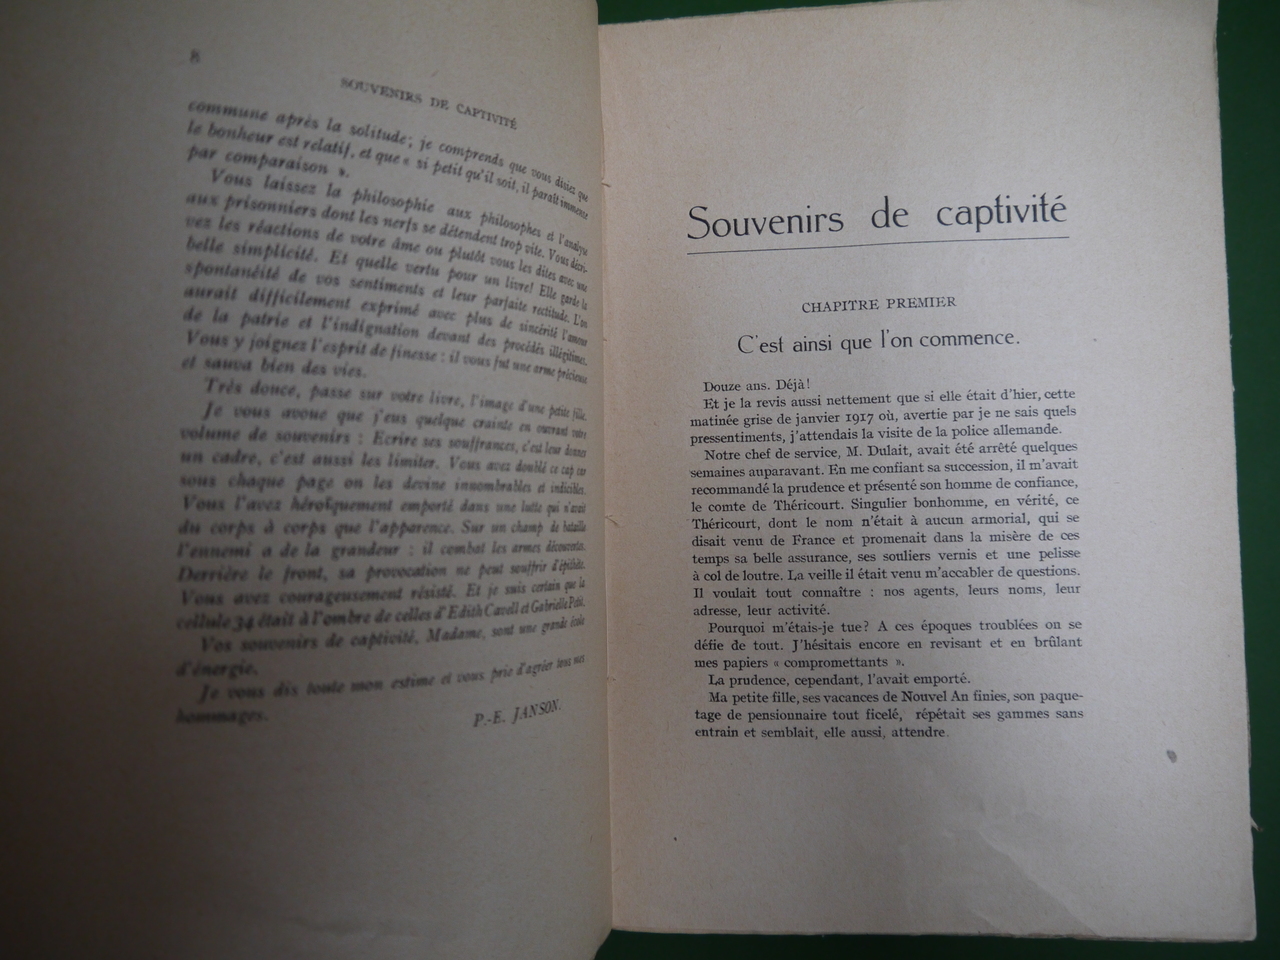 8
SOUVENIRS DE CAPTIVITÉ
commune après la solitude; je comprends que vous disiez que
le bonheur est relatif, et que « si petit qu'il soit, il paraît immense
par comparaison ».
Vous laissez la philosophie aux philosophes et l'analyse
aux prisonniers dont les nerfs se détendent trop vite. Vous décri-
vez les réactions de votre âme ou plutôt vous les dites avec une
belle simplicité. Et quelle vertu pour un livre! Elle garde la
spontanéité de vos sentiments et leur parfaite rectitude. L'on
aurait difficilement exprimé avec plus de sincérité l'amour
de la patrie et l'indignation devant des procédés illégitimes.
Vous y joignez l'esprit de finesse : il vous fut une arme précieuse
et sauva bien des vies.
Très douce, passe sur votre livre, l'image d'une petite fille.
Je vous avoue que j'eus quelque crainte en ouvrant votre
volume de souvenirs : Ecrire ses souffrances, c'est leur donner
un cadre, c'est aussi les limiter. Vous avez doublé ce cap car
sous chaque page on les devine innombrables et indicibles.
Vous l'avez héroïquement emporté dans une lutte qui n'avait
du corps à corps que l'apparence. Sur un champ de bataille
l'ennemi a de la grandeur : il combat les armes découvertes.
Derrière le front, sa provocation ne peut souffrir d'épithète.
Vous avez courageusement résisté. Et je suis certain que la
cellule 34 était à l'ombre de celles d'Edith Cavell et Gabrielle Petit.
Vos souvenirs de captivité, Madame, sont une grande école
d'énergie.
Je vous dis toute mon estime et vous prie d'agréer tous mes
hommages.
P.-E. JANSON.
Souvenirs de captivité
CHAPITRE PREMIER
C'est ainsi que l'on commence.
Douze ans. Déjà!
Et je la revis aussi nettement que si elle était d'hier, cette
matinée grise de janvier 1917 où, avertie par je ne sais quels
pressentiments, j'attendais la visite de la police allemande.
Notre chef de service, M. Dulait, avait été arrêté quelques
semaines auparavant. En me confiant sa succession, il m'avait
recommandé la prudence et présenté son homme de confiance,
le comte de Théricourt. Singulier bonhomme, en vérité, ce
Théricourt, dont le nom n'était à aucun armorial, qui se
disait venu de France et promenait dans la misère de ces
temps sa belle assurance, ses souliers vernis et une pelisse
à col de loutre. La veille il était venu m'accabler de questions.
Il voulait tout connaître : nos agents, leurs noms, leur
adresse, leur activité.
Pourquoi m'étais-je tue? A ces époques troublées on se
défie de tout. J'hésitais encore en revisant et en brûlant
mes papiers « compromettants ».
La prudence, cependant, l'avait emporté.
Ma petite fille, ses vacances de Nouvel An finies, son paque-
tage de pensionnaire tout ficelé, répétait ses gammes sans
entrain et semblait, elle aussi, attendre.